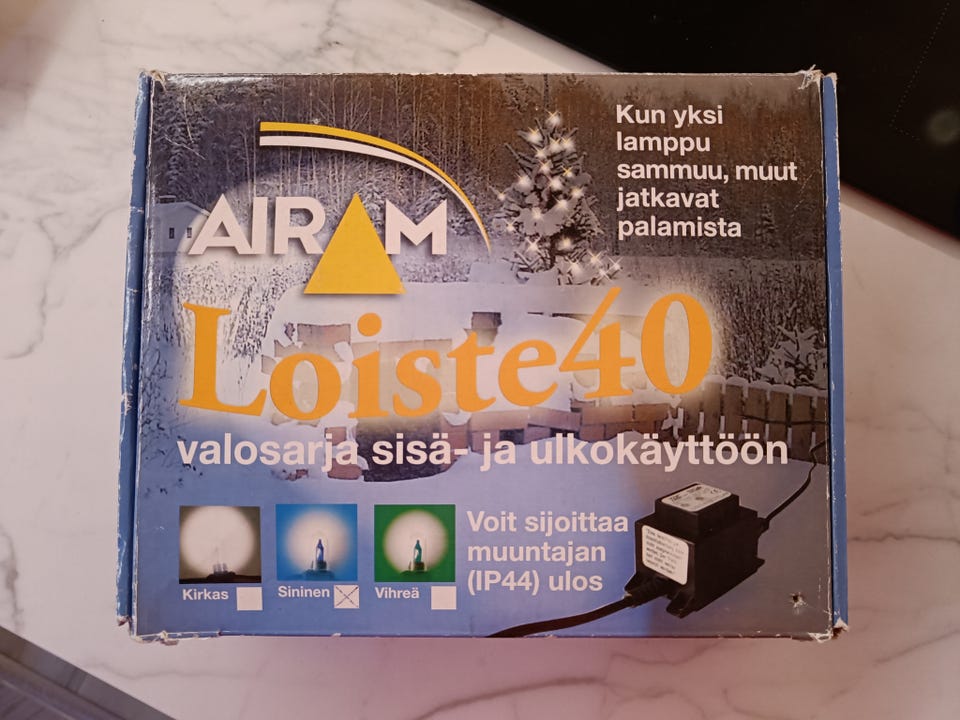 AIRAM
Kun yksi
lamppu
sammuu, muut
jatkavat
palamista
Loiste40
valosarja sisä- ja ulkokäyttöön
Kirkas
Sininen
Vihreä
Voit sijoittaa
muuntajan
(IP44) ulos